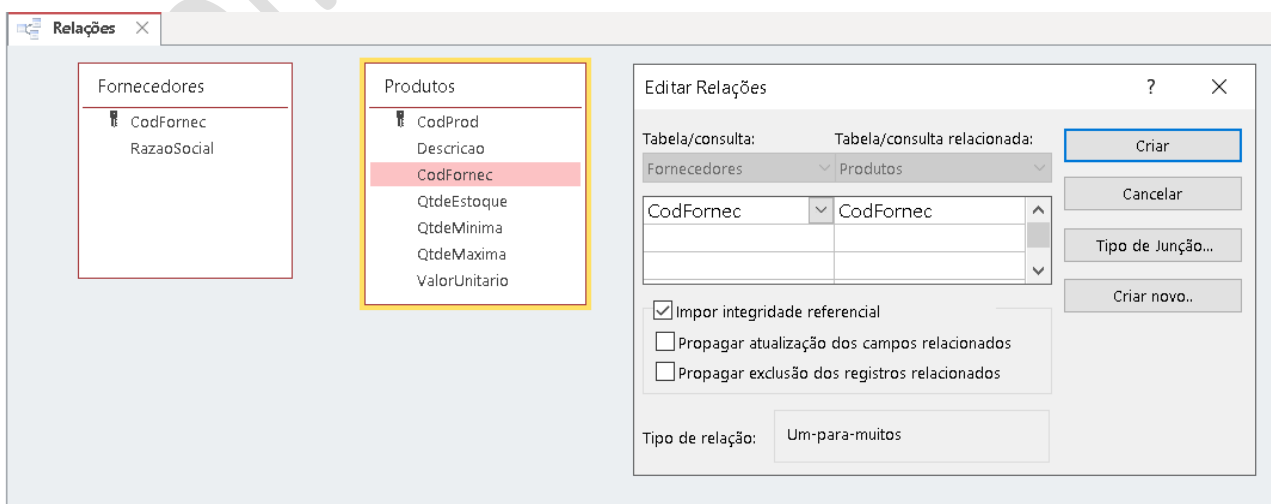 Relações
Fornecedores
CodFornec
RazaoSocial
Produtos
CodProd
Descricao
CodFornec
QtdeEstoque
QtdeMinima
QtdeMaxima
ValorUnitario
Editar Relações ?
Tabela/consulta: Tabela/consulta relacionada:
Fornecedores Produtos
CodFornec CodFornec
Impor integridade referencial
Propagar atualização dos campos relacionados
Propagar exclusão dos registros relacionados
Tipo de relação: Um-para-muitos
Criar
Cancelar
Tipo de Junção...
Criar novo..